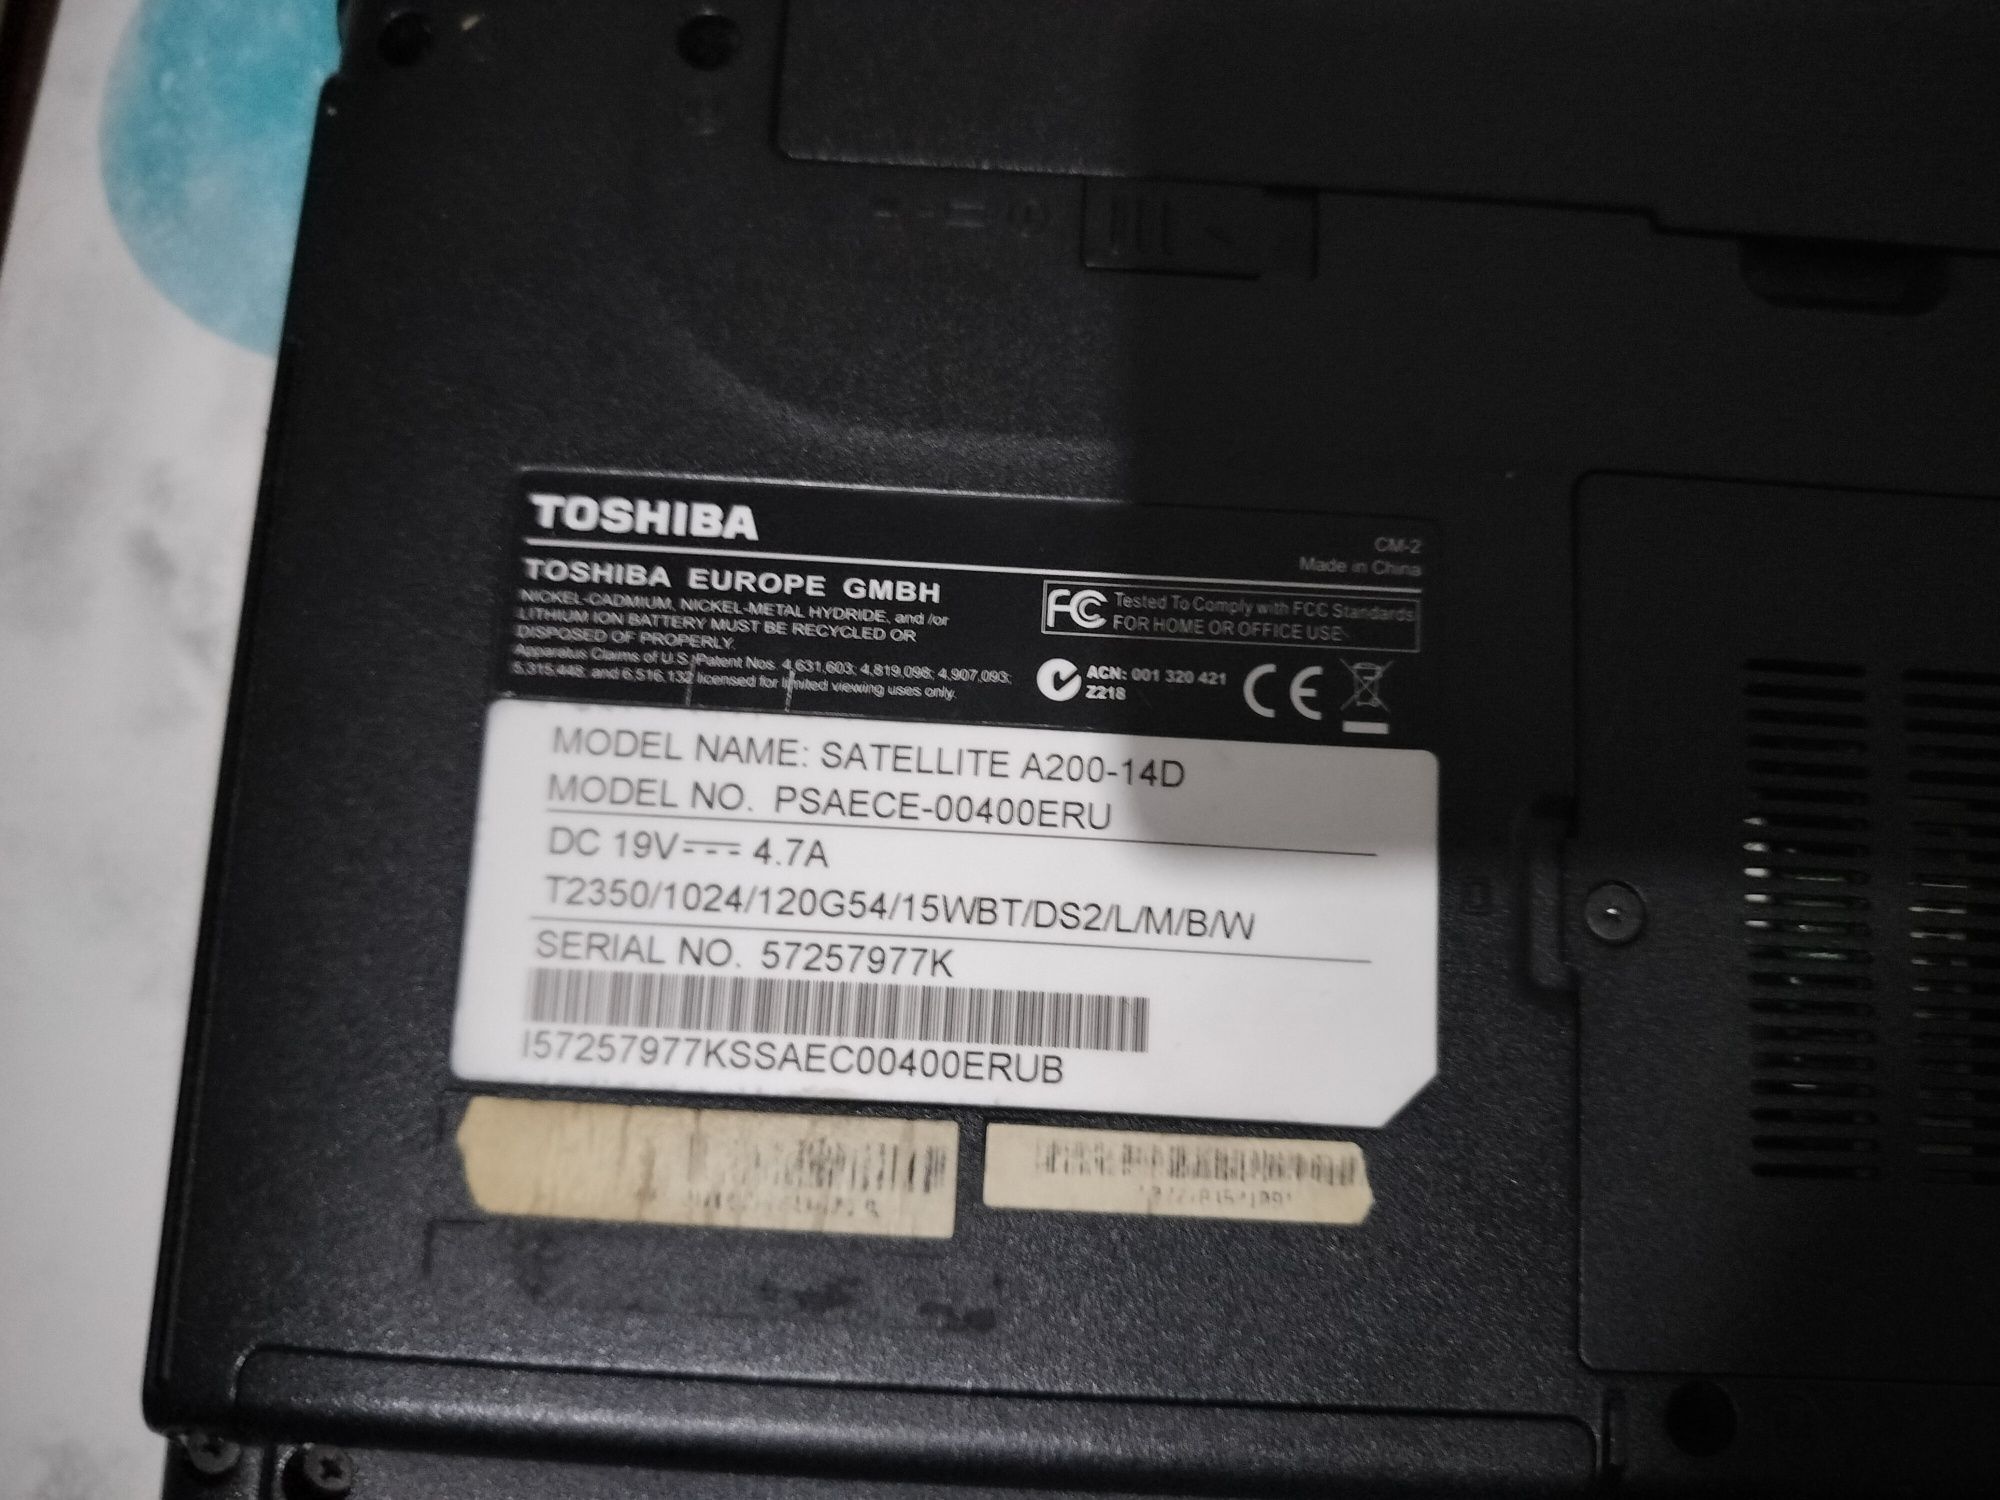 TOSHIBA
CM-2
Made in China
TOSHIBA EUROPE GMBH
NICKEL-CADMIUM, NICKEL-METAL HYDRIDE, and /or
LITHIUM ION BATTERY MUST BE RECYCLED OR
DISPOSED OF PROPERLY.
Apparatus Claims of U.S. Patent Nos. 4,631,603; 4,819,098; 4,907,093;
5,315,448; and 6,516,132 licensed for limited viewing uses only.
FC Tested To Comply with FCC Standards
FOR HOME OR OFFICE USE
ACN: 001 320 421
Z218
CE
MODEL NAME: SATELLITE A200-14D
MODEL NO. PSAECE-00400ERU
DC 19V 4.7A
T2350/1024/120G54/15WBT/DS2/L/M/B/W
SERIAL NO. 57257977K
I57257977KSSAEC00400ERUB